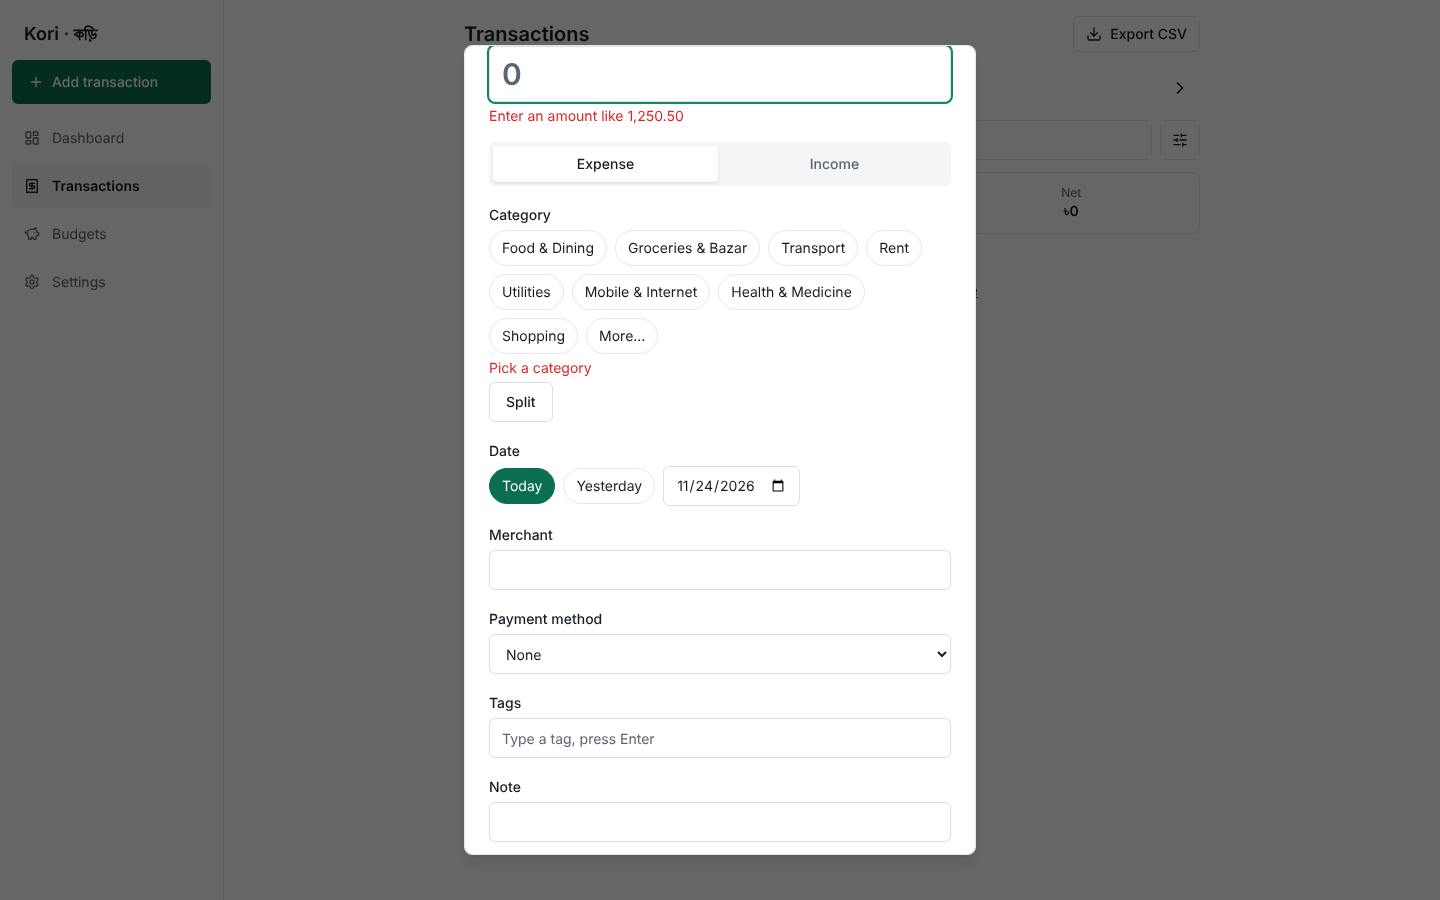 Kori · কড়ি
Add transaction
Dashboard
Transactions
Budgets
Settings
Transactions
Export CSV
Net
৳0
0
Enter an amount like 1,250.50
Expense
Income
Category
Food & Dining
Groceries & Bazar
Transport
Rent
Utilities
Mobile & Internet
Health & Medicine
Shopping
More...
Pick a category
Split
Date
Today
Yesterday
11/24/2026
Merchant
Payment method
None
Tags
Type a tag, press Enter
Note